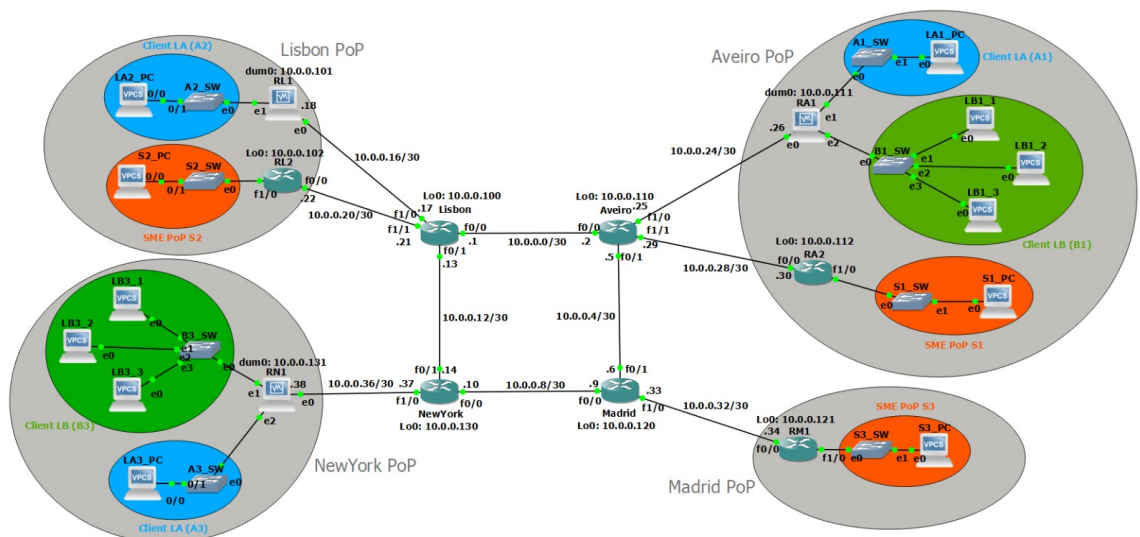 Client LA (A2)
Lisbon PoP
LA2_PC
VPCS
0/0
A2_SW
0/1
e0
dum0: 10.0.0.101
RL1
e1
.18
e0
S2_PC
VPCS
0/0
S2_SW
0/1
e0
Lo0: 10.0.0.102
RL2
f1/0
f0/0
.22
SME PoP S2
10.0.0.16/30
10.0.0.20/30
Lo0: 10.0.0.100
.17
Lisbon
f1/0
f1/1
.21
f0/0
.1
f0/1
.13
10.0.0.0/30
Aveiro PoP
A1_SW
LA1_PC
VPCS
e0
e1
e0
Client LA (A1)
dum0: 10.0.0.111
RA1
e1
.26
e0
e2
LB1_1
e0
B1_SW
e0
e1
e2
e3
LB1_2
e0
LB1_3
e0
Client LB (B1)
10.0.0.24/30
Lo0: 10.0.0.110
.25
Aveiro
f0/0
.2
f1/0
f1/1
.29
.5
f0/1
10.0.0.28/30
Lo0: 10.0.0.112
RA2
f0/0
.30
f1/0
S1_SW
e0
e1
S1_PC
VPCS
e0
SME PoP S1
10.0.0.12/30
10.0.0.4/30
LB3_1
VPCS
e0
LB3_2
VPCS
e0
B3_SW
e1
e2
e3
e0
LB3_3
VPCS
e0
Client LB (B3)
dum0: 10.0.0.131
RN1
e1
.38
e0
e2
10.0.0.36/30
.37
f1/0
f0/1
.14
.10
f0/0
NewYork
Lo0: 10.0.0.130
10.0.0.8/30
.6
f0/1
.9
f0/0
.33
f1/0
Madrid
Lo0: 10.0.0.120
10.0.0.32/30
LA3_PC
VPCS
0/0
A3_SW
0/1
e0
Client LA (A3)
NewYork PoP
Lo0: 10.0.0.121
.34
RM1
f0/0
f1/0
SME PoP S3
S3_SW
e0
e1
S3_PC
VPCS
e0
Madrid PoP